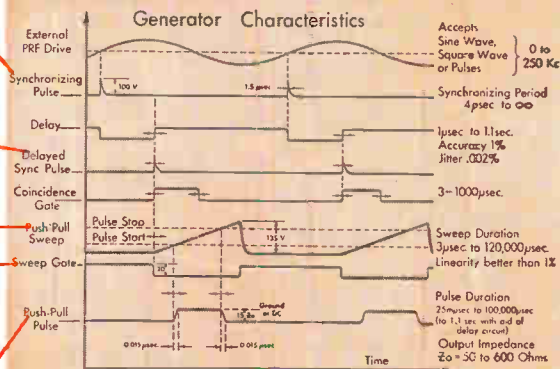 Generator Characteristics
External
PRF Drive
Accepts
Sine Wave,
Square Wave
or Pulses
0 to
250 Kc
Synchronizing
Pulse
100 V
1.5 μsec
Synchronizing Period
4μsec to ∞
Delay
1μsec to 1.1sec.
Accuracy 1%
Jitter .002%
Delayed
Sync Pulse
Coincidence
Gate
3-1000μsec.
Push-Pull
Sweep
Pulse Stop
Pulse Start
135 V
Sweep Duration
3μsec to 120,000μsec.
Linearity better than 1%
Sweep Gate
Push-Pull
Pulse
Ground
or DC
0.015 μsec
0.015 μsec
Pulse Duration
25mμsec to 100,000μsec
(to 1.1 sec with aid of
delay circuit)
Output Impedance
Zo = 50 to 600 Ohms
Time